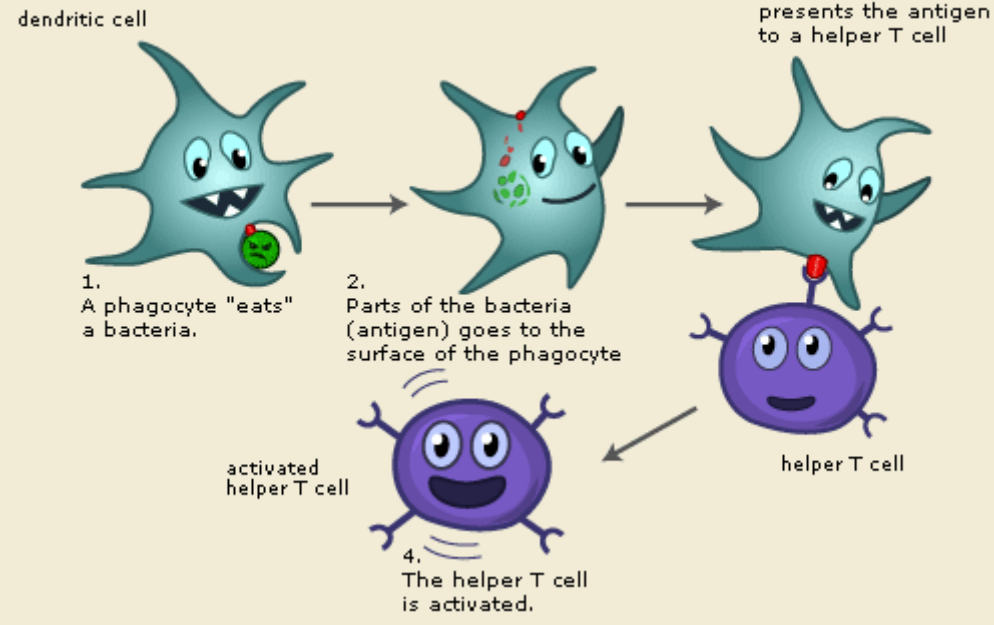 dendritic cell
1.
A phagocyte "eats"
a bacteria.
2.
Parts of the bacteria
(antigen) goes to the
surface of the phagocyte
presents the antigen
to a helper T cell
helper T cell
activated
helper T cell
4.
The helper T cell
is activated.